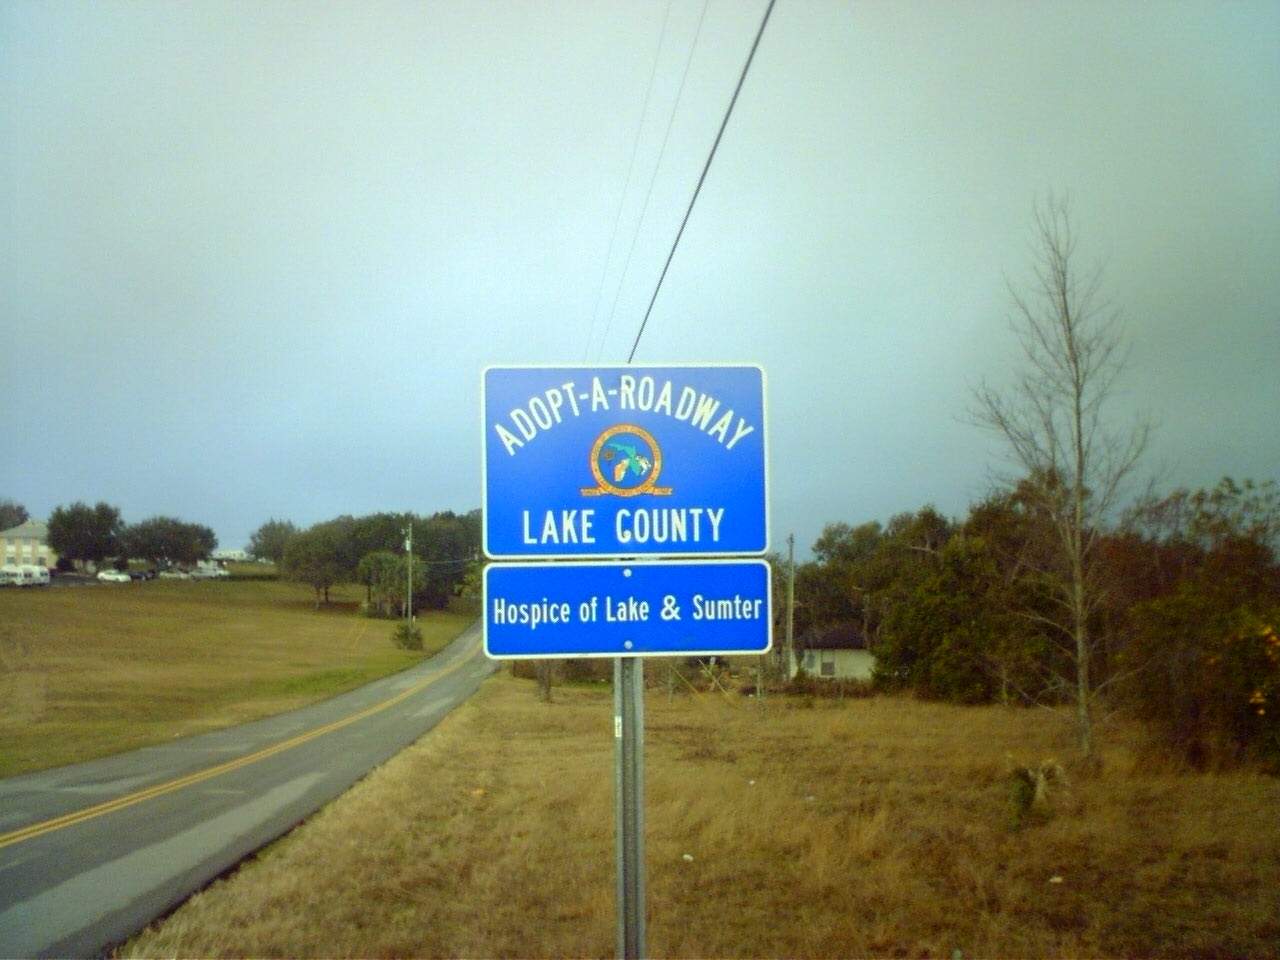 ADOPT-A-ROADWAY
LAKE COUNTY
Hospice of Lake & Sumter